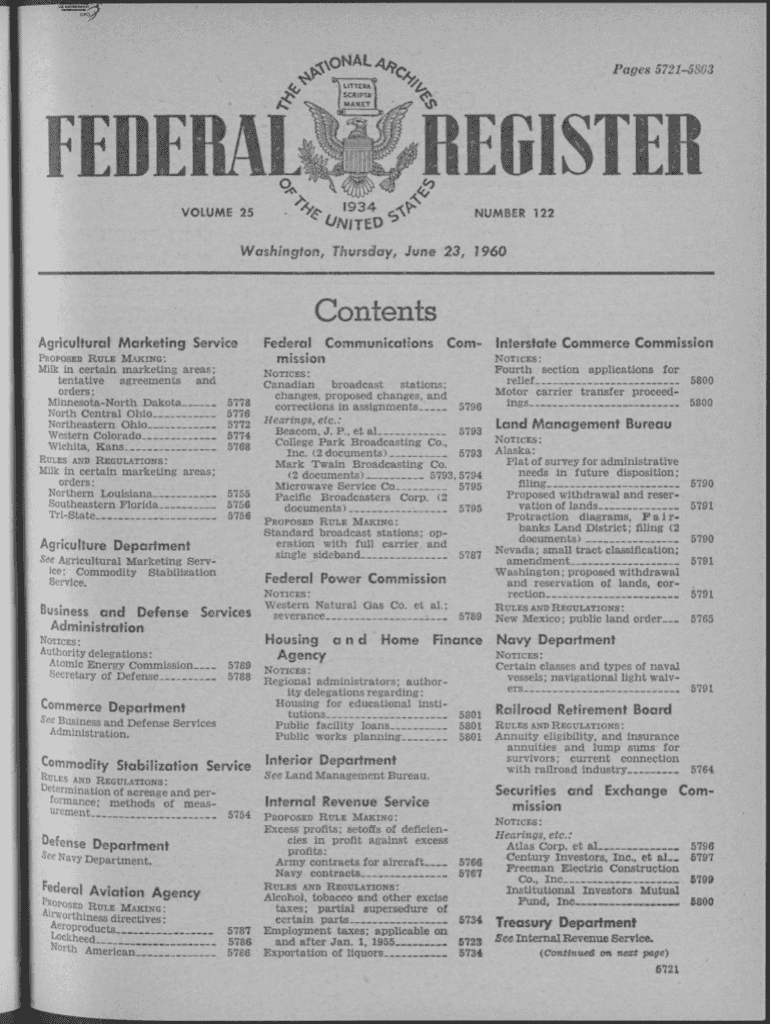 Pages 5721–5803
THE NATIONAL ARCHIVES
LITTERA
SCRIPTA
MANET
FEDERAL REGISTER
1934
OF THE UNITED STATES
VOLUME 25
NUMBER 122
Washington, Thursday, June 23, 1960
Contents
Agricultural Marketing Service
PROPOSED RULE MAKING:
Milk in certain marketing areas;
tentative agreements and
orders:
Minnesota-North Dakota------- 5778
North Central Ohio----------- 5776
Northeastern Ohio------------ 5772
Western Colorado------------- 5774
Wichita, Kans---------------- 5768
RULES AND REGULATIONS:
Milk in certain marketing areas;
orders:
Northern Louisiana----------- 5755
Southeastern Florida--------- 5756
Tri-State-------------------- 5756
Agriculture Department
See Agricultural Marketing Serv-
ice; Commodity Stabilization
Service.
Business and Defense Services
Administration
NOTICES:
Authority delegations:
Atomic Energy Commission---- 5789
Secretary of Defense---------- 5788
Commerce Department
See Business and Defense Services
Administration.
Commodity Stabilization Service
RULES AND REGULATIONS:
Determination of acreage and per-
formance; methods of meas-
urement---------------------- 5754
Defense Department
See Navy Department.
Federal Aviation Agency
PROPOSED RULE MAKING:
Airworthiness directives:
Aeroproducts----------------- 5787
Lockheed--------------------- 5786
North American--------------- 5786
Federal Communications Com-
mission
NOTICES:
Canadian broadcast stations;
changes, proposed changes, and
corrections in assignments----- 5796
Hearings, etc.:
Beacom, J. P., et al----------- 5793
College Park Broadcasting Co.,
Inc. (2 documents)----------- 5793
Mark Twain Broadcasting Co.
(2 documents)---------- 5793, 5794
Microwave Service Co--------- 5795
Pacific Broadcasters Corp. (2
documents)------------------ 5795
PROPOSED RULE MAKING:
Standard broadcast stations; op-
eration with full carrier and
single sideband---------------- 5787
Federal Power Commission
NOTICES:
Western Natural Gas Co. et al.;
severance--------------------- 5789
Housing and Home Finance
Agency
NOTICES:
Regional administrators; author-
ity delegations regarding:
Housing for educational insti-
tutions---------------------- 5801
Public facility loans---------- 5801
Public works planning--------- 5801
Interior Department
See Land Management Bureau.
Internal Revenue Service
PROPOSED RULE MAKING:
Excess profits; setoffs of deficien-
cies in profit against excess
profits:
Army contracts for aircraft---- 5766
Navy contracts--------------- 5767
RULES AND REGULATIONS:
Alcohol, tobacco and other excise
taxes; partial supersedure of
certain parts------------------ 5734
Employment taxes; applicable on
and after Jan. 1, 1955--------- 5723
Exportation of liquors---------- 5734
Interstate Commerce Commission
NOTICES:
Fourth section applications for
relief------------------------- 5800
Motor carrier transfer proceed-
ings-------------------------- 5800
Land Management Bureau
NOTICES:
Alaska:
Plat of survey for administrative
needs in future disposition;
filing----------------------- 5790
Proposed withdrawal and reser-
vation of lands-------------- 5791
Protraction diagrams, Fair-
banks Land District; filing (2
documents)------------------ 5790
Nevada; small tract classification;
amendment-------------------- 5791
Washington; proposed withdrawal
and reservation of lands, cor-
rection----------------------- 5791
RULES AND REGULATIONS:
New Mexico; public land order--- 5765
Navy Department
NOTICES:
Certain classes and types of naval
vessels; navigational light waiv-
ers---------------------------- 5791
Railroad Retirement Board
RULES AND REGULATIONS:
Annuity eligibility, and insurance
annuities and lump sums for
survivors; current connection
with railroad industry---------- 5764
Securities and Exchange Com-
mission
NOTICES:
Hearings, etc.:
Atlas Corp. et al-------------- 5796
Century Investors, Inc., et al-- 5797
Freeman Electric Construction
Co., Inc--------------------- 5799
Institutional Investors Mutual
Fund, Inc------------------- 5800
Treasury Department
See Internal Revenue Service.
(Continued on next page)
5721